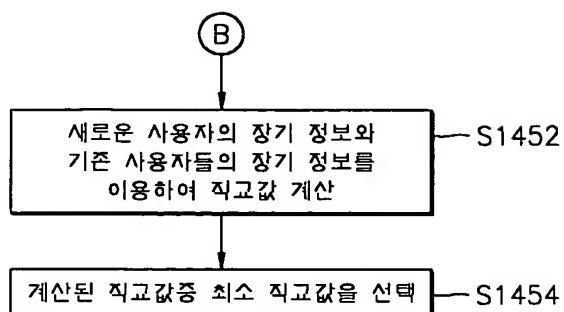 B
새로운 사용자의 장기 정보와
기존 사용자들의 장기 정보를
이용하여 직교값 계산
S1452
계산된 직교값중 최소 직교값을 선택
S1454